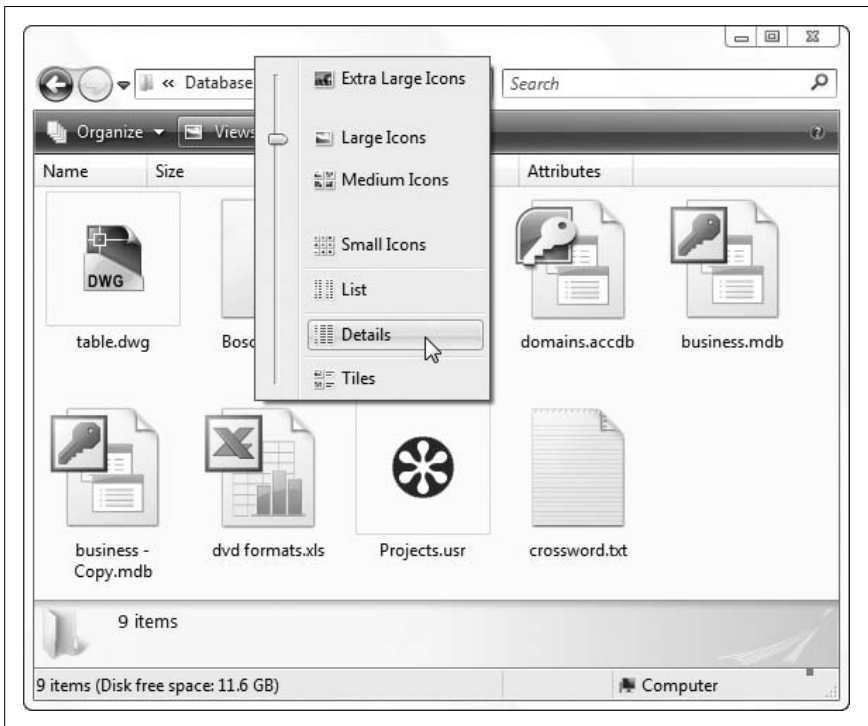 « Database
Search
Organize
Views
?
Name Size Attributes
Extra Large Icons
Large Icons
Medium Icons
Small Icons
List
Details
Tiles
DWG
table.dwg
domains.accdb
business.mdb
business -
Copy.mdb
dvd formats.xls
Projects.usr
crossword.txt
9 items
9 items (Disk free space: 11.6 GB)
Computer